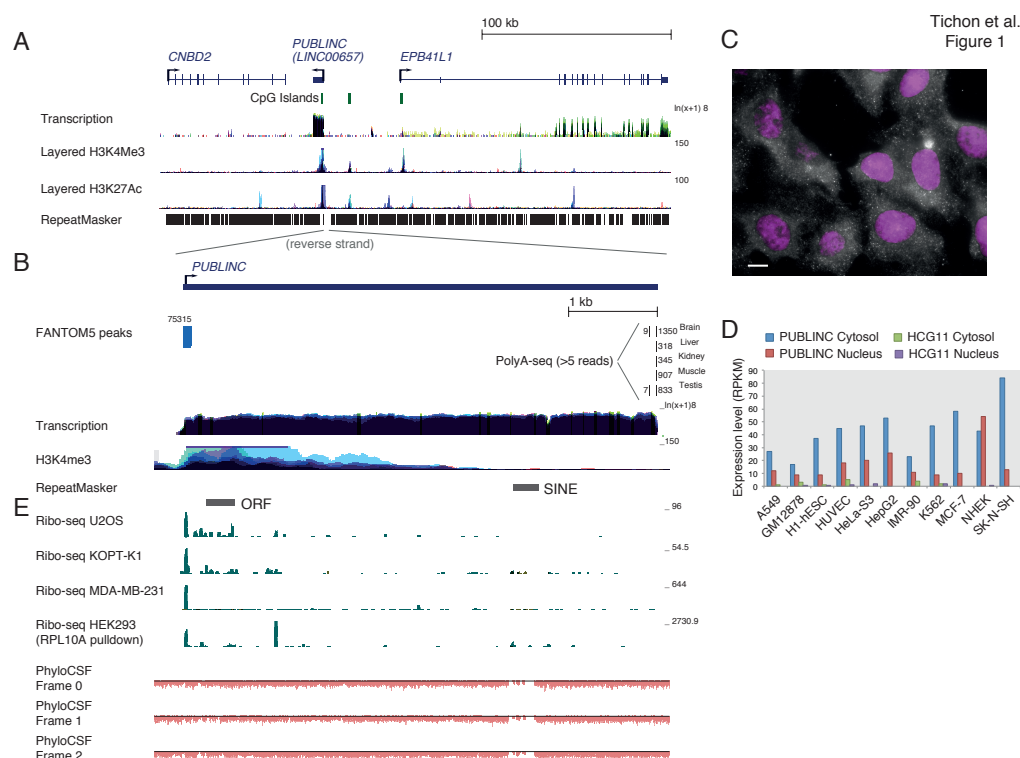 Tichon et al.
Figure 1
A
100 kb
CNBD2
PUBLINC
(LINC00657)
EPB41L1
CpG Islands
Transcription
ln(x+1) 8
Layered H3K4Me3
150
Layered H3K27Ac
100
RepeatMasker
(reverse strand)
B
PUBLINC
1 kb
75315
FANTOM5 peaks
PolyA-seq (>5 reads)
9 1350 Brain
318 Liver
345 Kidney
907 Muscle
7 833 Testis
Transcription
ln(x+1)8
H3K4me3
150
RepeatMasker
SINE
E
ORF
Ribo-seq U2OS
96
Ribo-seq KOPT-K1
54.5
Ribo-seq MDA-MB-231
644
Ribo-seq HEK293
(RPL10A pulldown)
2730.9
PhyloCSF
Frame 0
PhyloCSF
Frame 1
PhyloCSF
Frame 2
C
D
PUBLINC Cytosol
HCG11 Cytosol
PUBLINC Nucleus
HCG11 Nucleus
Expression level (RPKM)
90
80
70
60
50
40
30
20
10
0
A549
GM12878
H1-hESC
HUVEC
HeLa-S3
HepG2
IMR-90
K562
MCF-7
NHEK
SK-N-SH